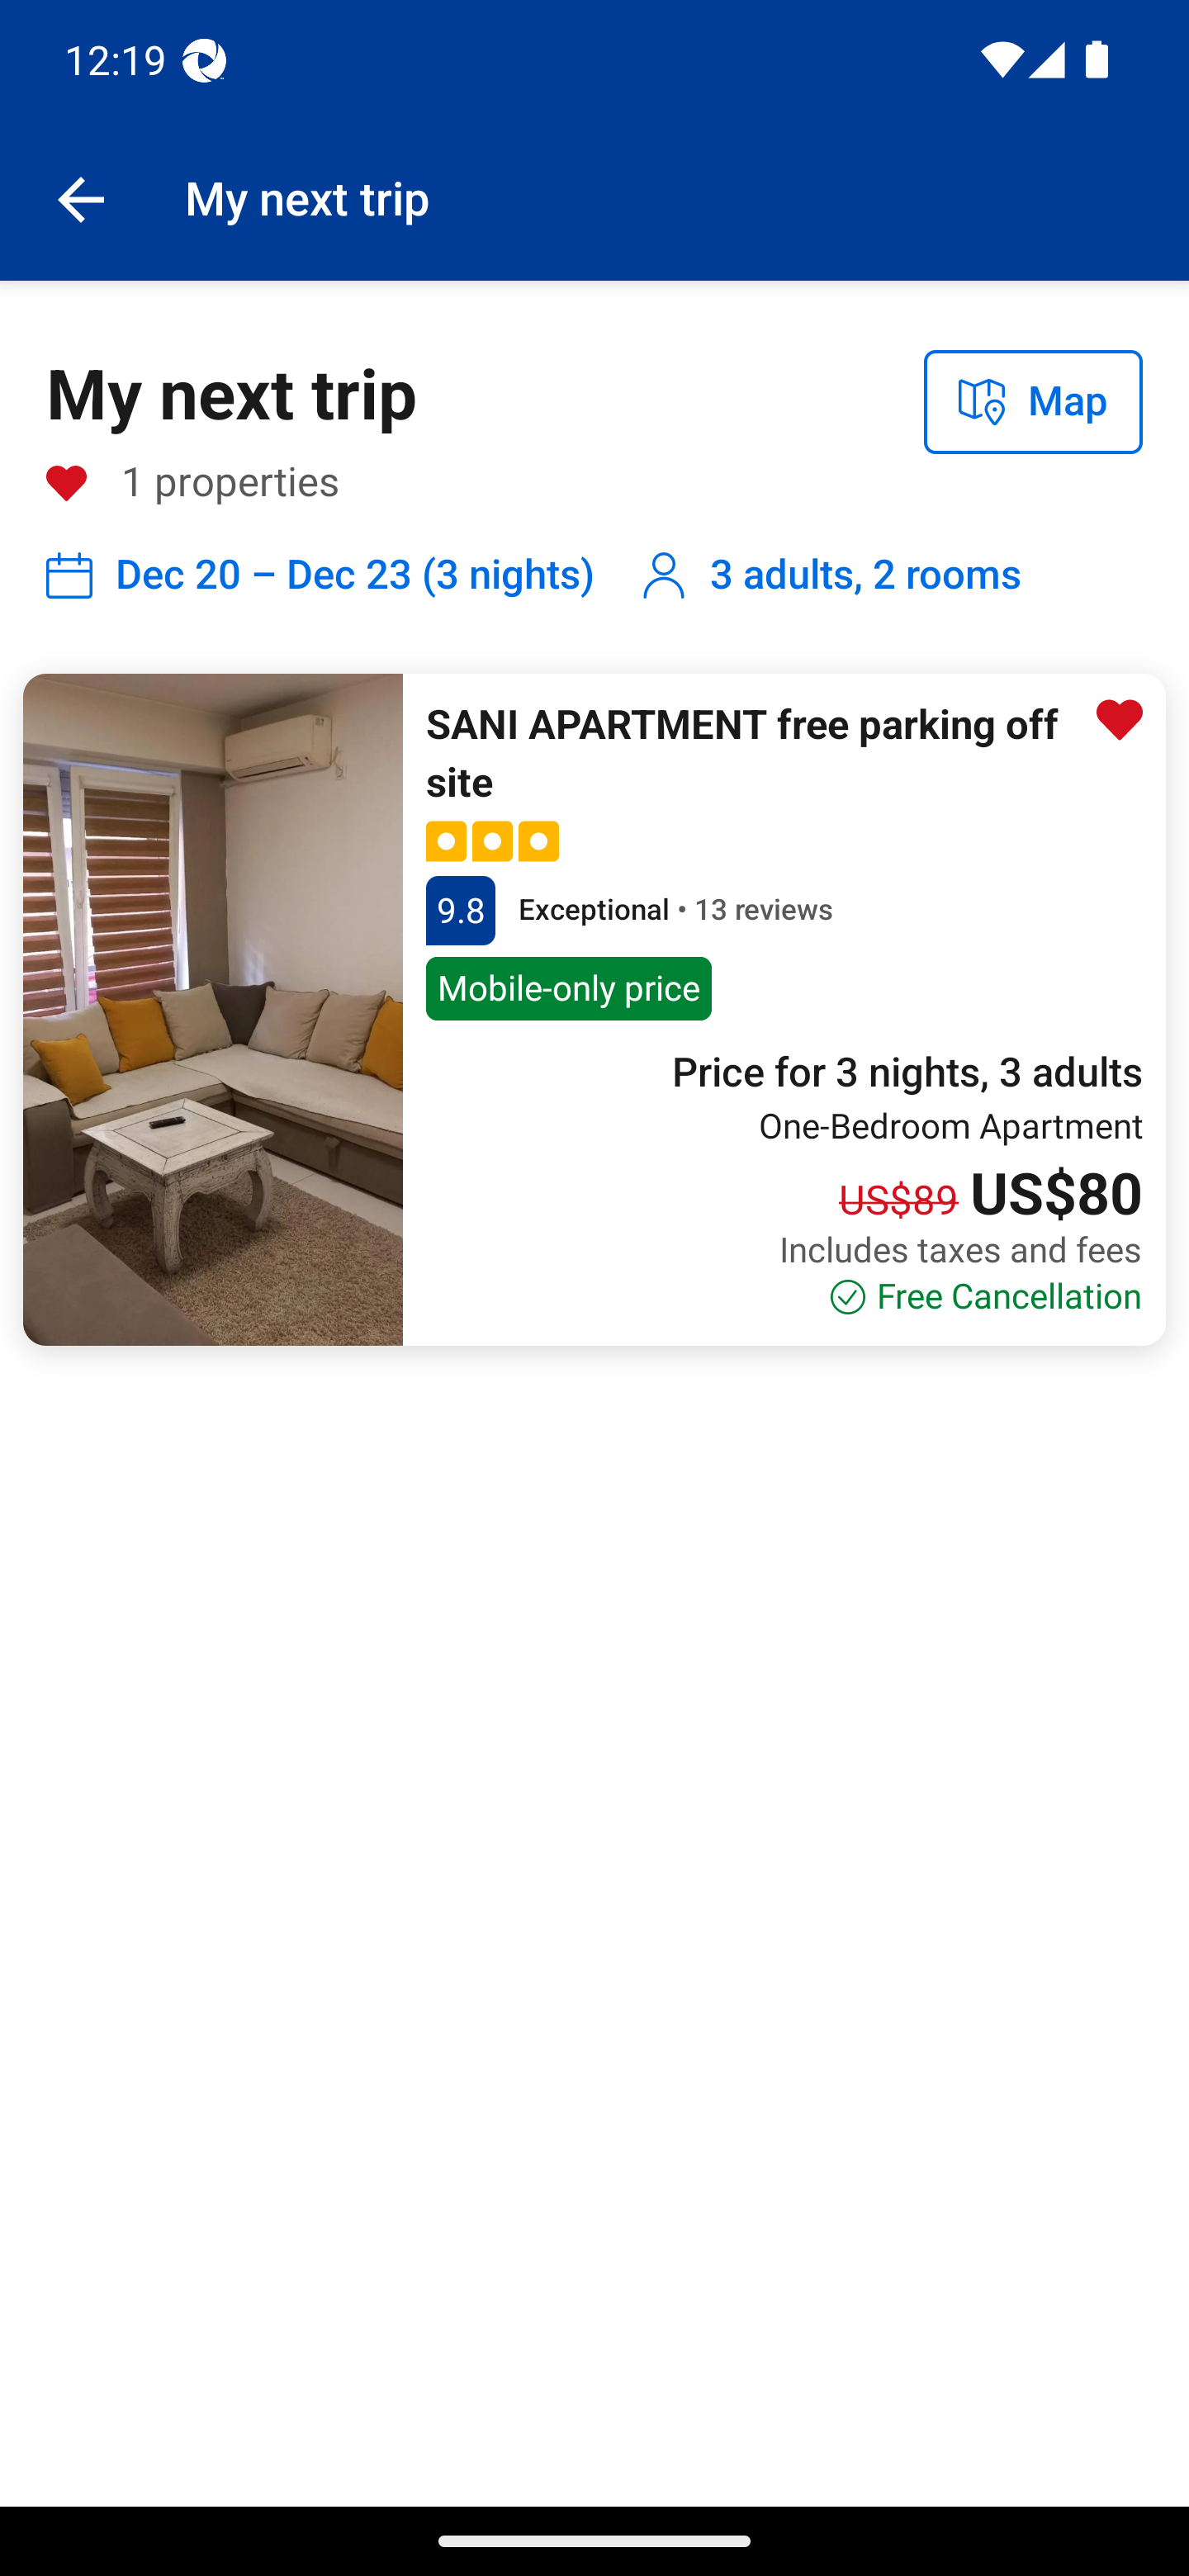 12:19
My next trip
My next trip
Map
1 properties
Dec 20 – Dec 23 (3 nights)
3 adults, 2 rooms
SANI APARTMENT free parking off
site
9.8
Exceptional • 13 reviews
Mobile-only price
Price for 3 nights, 3 adults
One-Bedroom Apartment
US$89 US$80
Includes taxes and fees
Free Cancellation